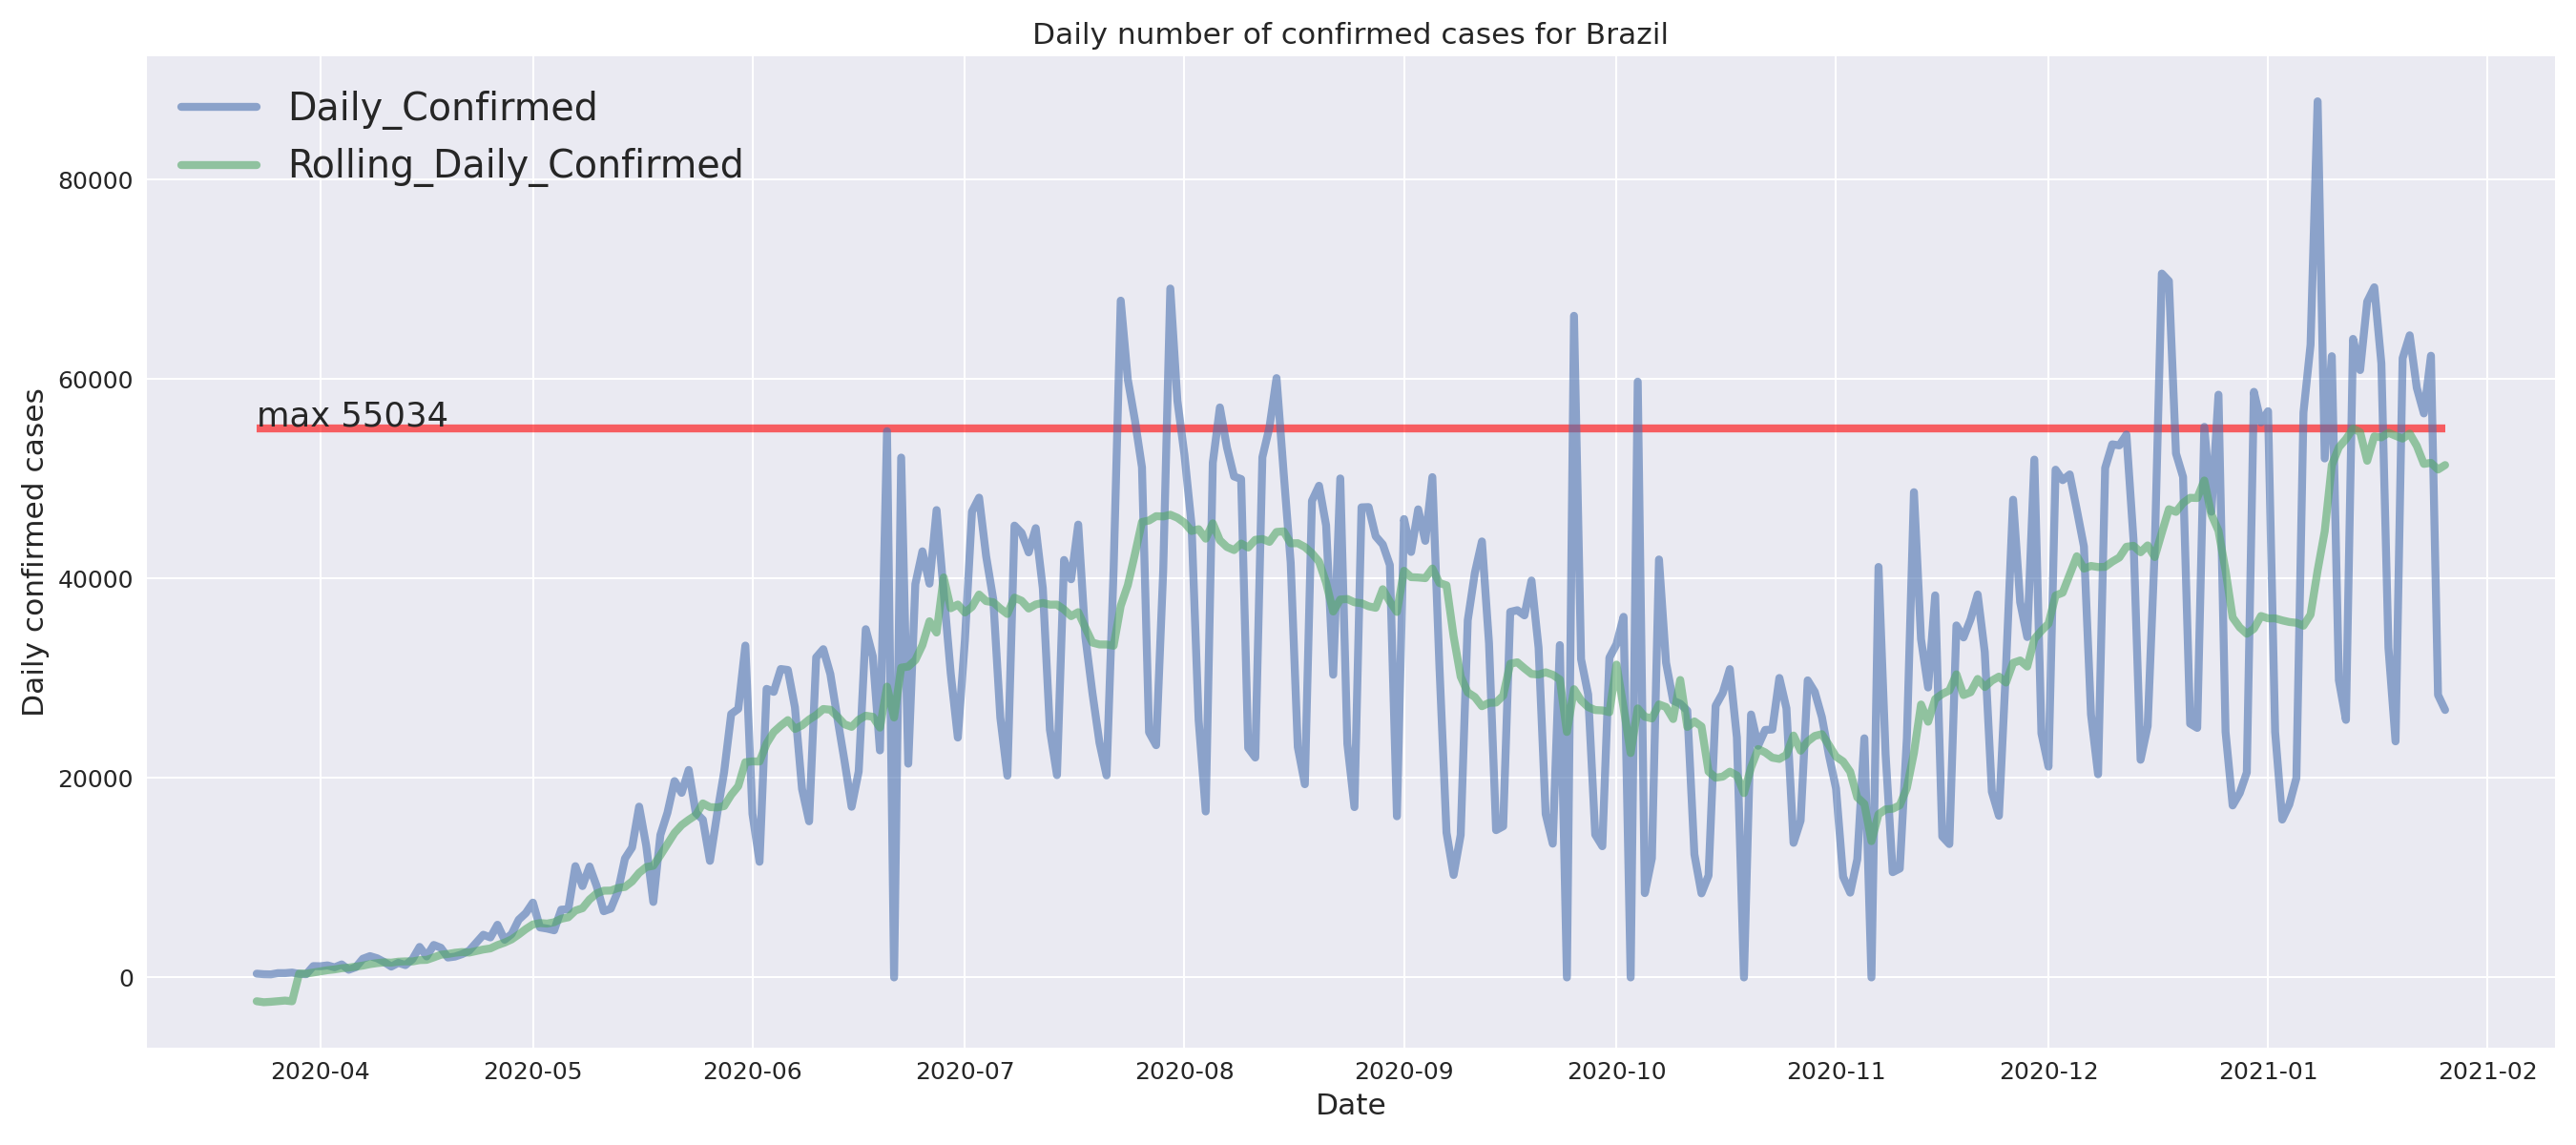 Daily number of confirmed cases for Brazil
Daily_Confirmed
Rolling_Daily_Confirmed
max 55034
Daily confirmed cases
80000
60000
40000
20000
0
2020-04 2020-05 2020-06 2020-07 2020-08 2020-09 2020-10 2020-11 2020-12 2021-01 2021-02
Date